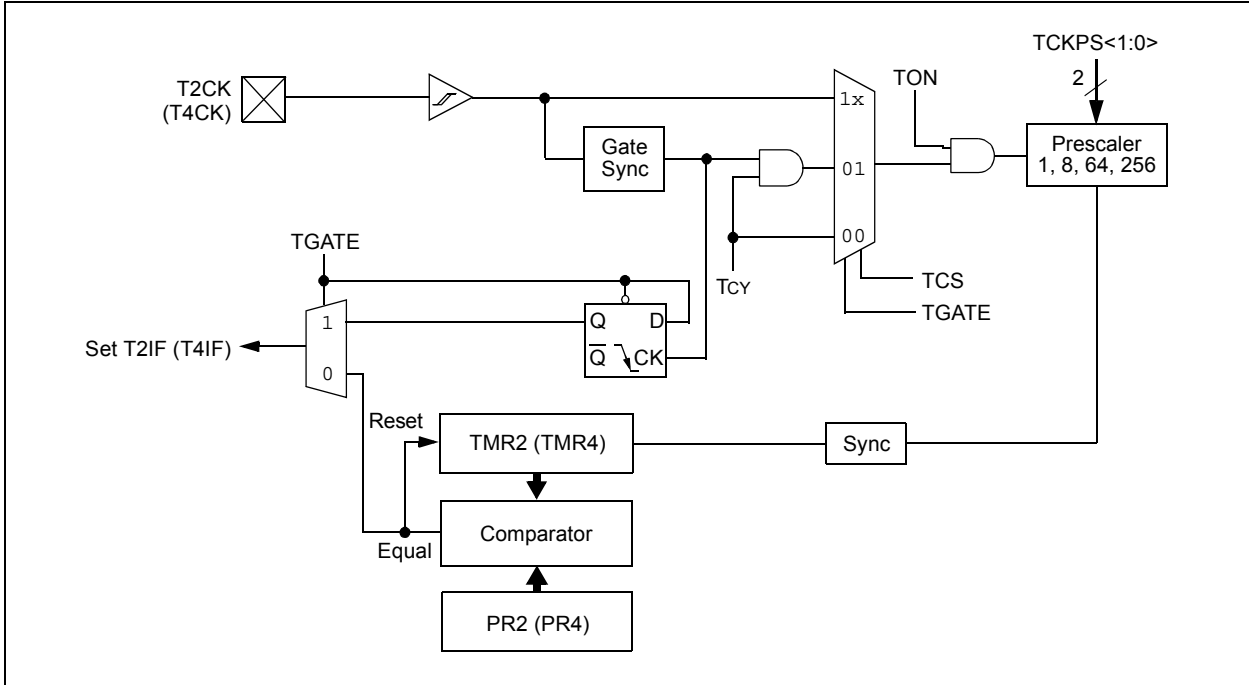 TCKPS<1:0>
2
T2CK
(T4CK)
TON
1x
Gate
Sync
01
Prescaler
1, 8, 64, 256
00
TGATE
TCY
TCS
TGATE
1
Q
D
Set T2IF (T4IF)
Q
CK
0
Reset
TMR2 (TMR4)
Sync
Comparator
Equal
PR2 (PR4)